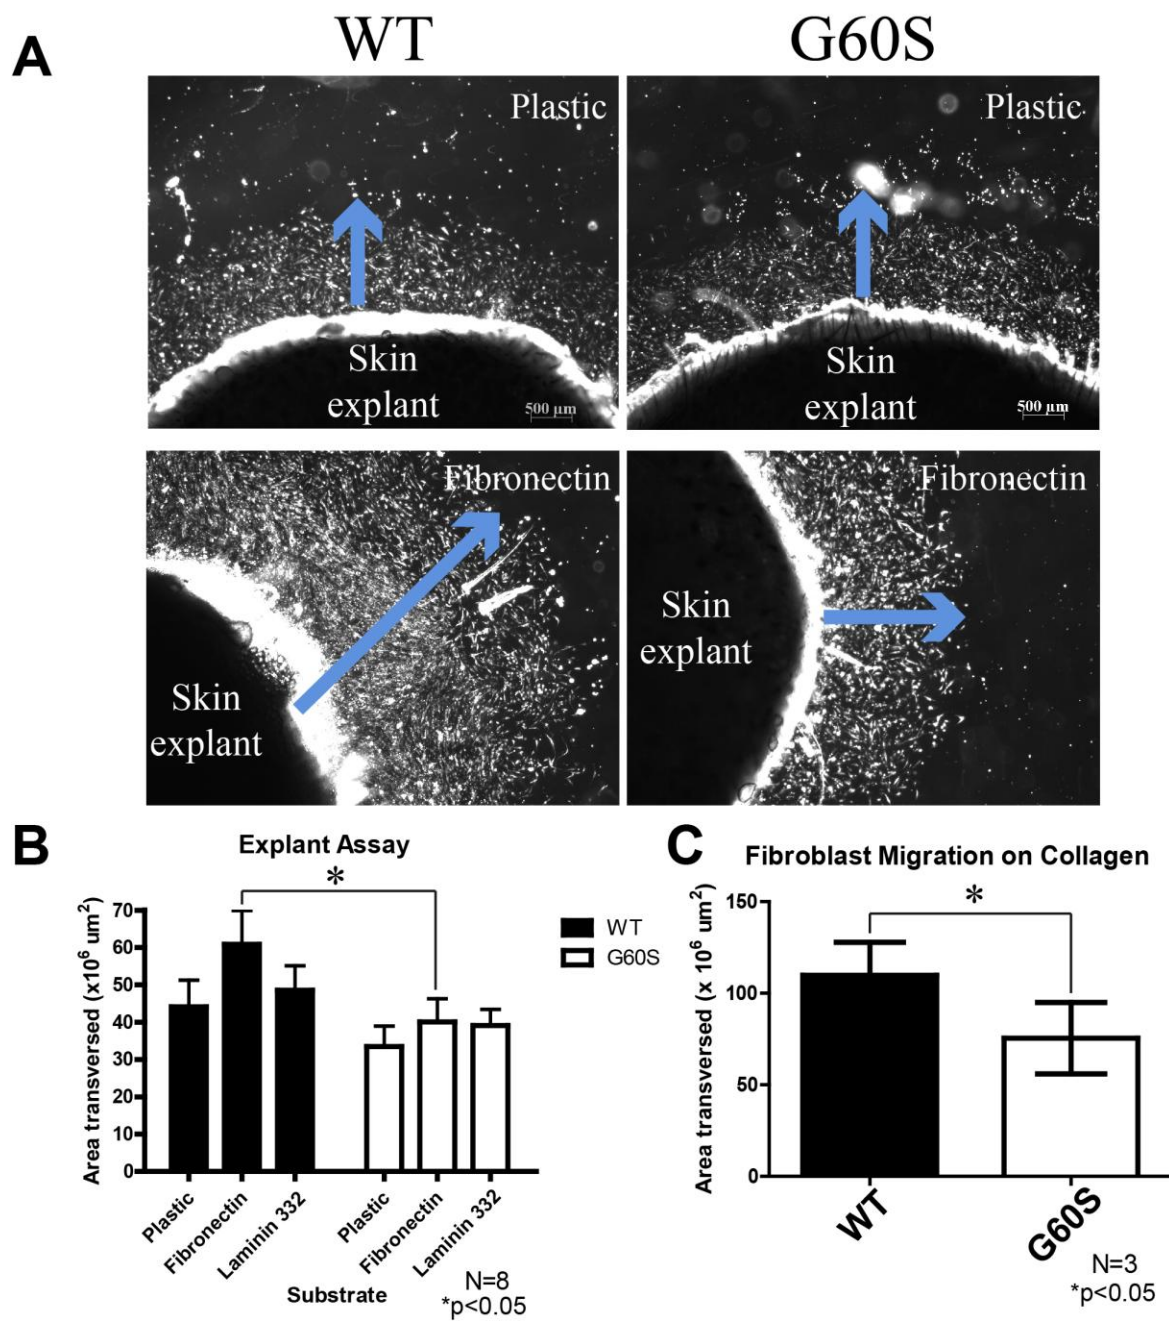 WT
G60S
A
Plastic
Skin
explant
500 µm
Plastic
Skin
explant
500 µm
Fibronectin
Skin
explant
Fibronectin
Skin
explant
B
Explant Assay
*
Area transversed (x10⁶ um²)
70
60
50
40
30
20
10
0
Plastic
Fibronectin
Laminin 332
Plastic
Fibronectin
Laminin 332
Substrate
N=8
*p<0.05
WT
G60S
C
Fibroblast Migration on Collagen
*
Area transversed (x 10⁶ um²)
150
100
50
0
WT
G60S
N=3
*p<0.05